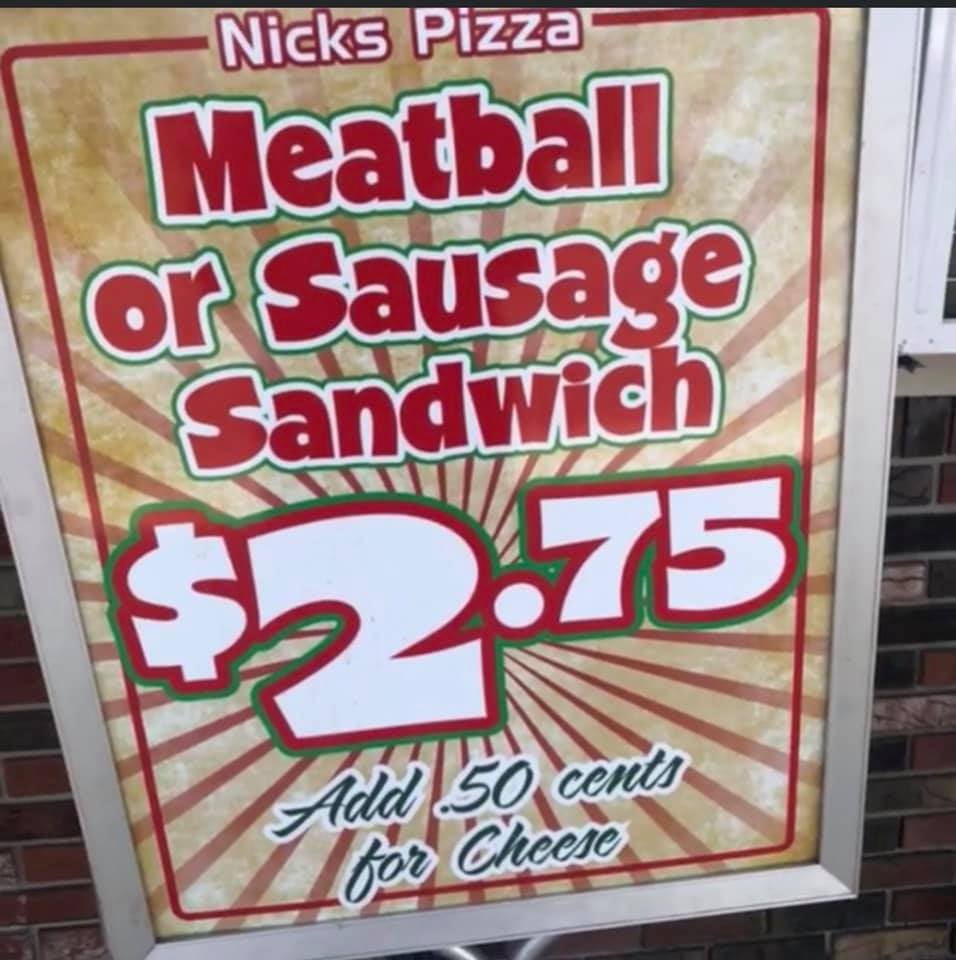 Nicks Pizza
Meatball
or Sausage
Sandwich
$2.75
Add .50 cents
for Cheese